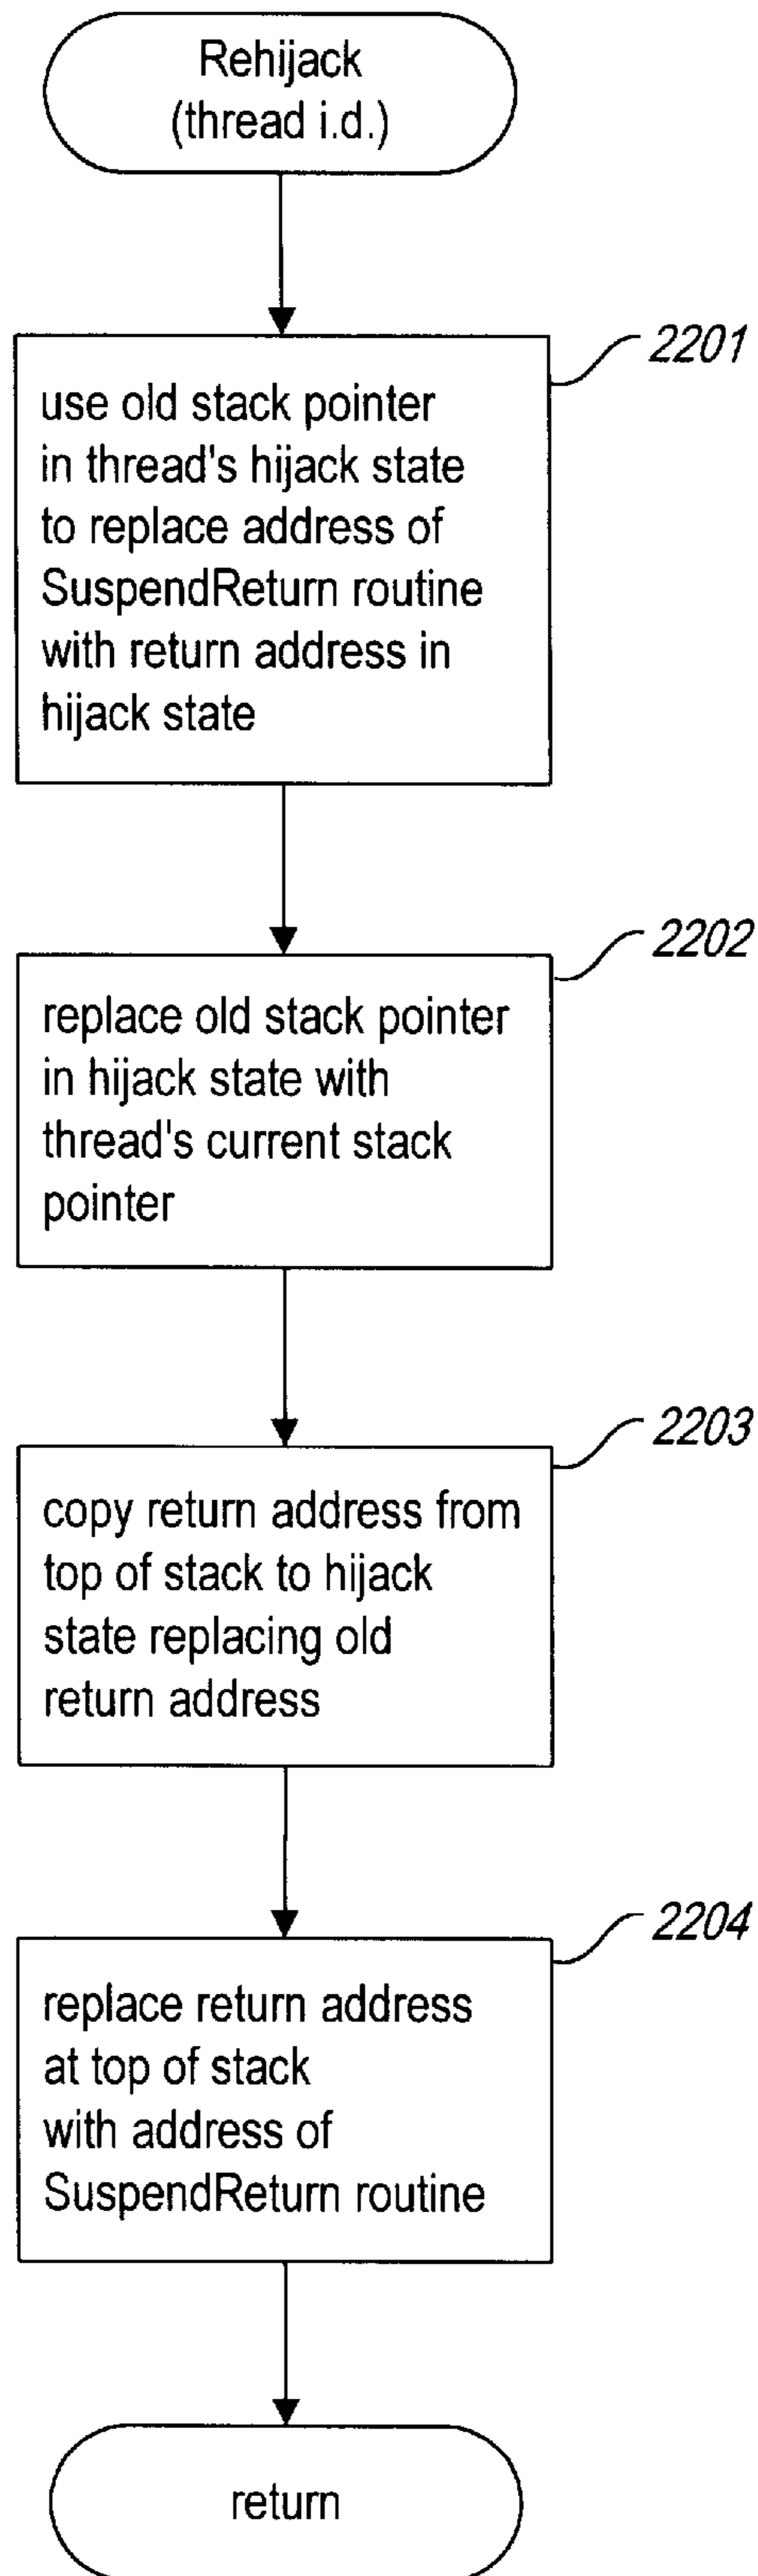 Rehijack
(thread i.d.)
2201
use old stack pointer
in thread's hijack state
to replace address of
SuspendReturn routine
with return address in
hijack state
2202
replace old stack pointer
in hijack state with
thread's current stack
pointer
2203
copy return address from
top of stack to hijack
state replacing old
return address
2204
replace return address
at top of stack
with address of
SuspendReturn routine
return